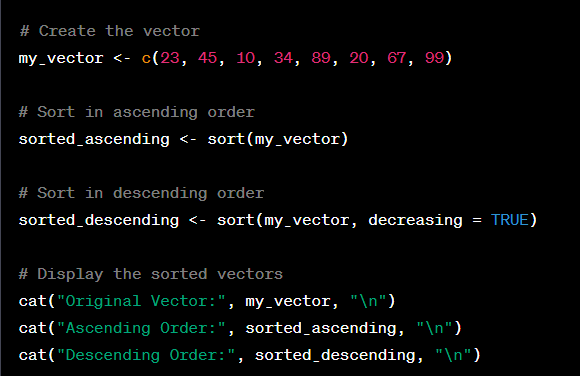 # Create the vector
my_vector <- c(23, 45, 10, 34, 89, 20, 67, 99)
# Sort in ascending order
sorted_ascending <- sort(my_vector)
# Sort in descending order
sorted_descending <- sort(my_vector, decreasing = TRUE)
# Display the sorted vectors
cat("Original Vector:", my_vector, "\n")
cat("Ascending Order:", sorted_ascending, "\n")
cat("Descending Order:", sorted_descending, "\n")